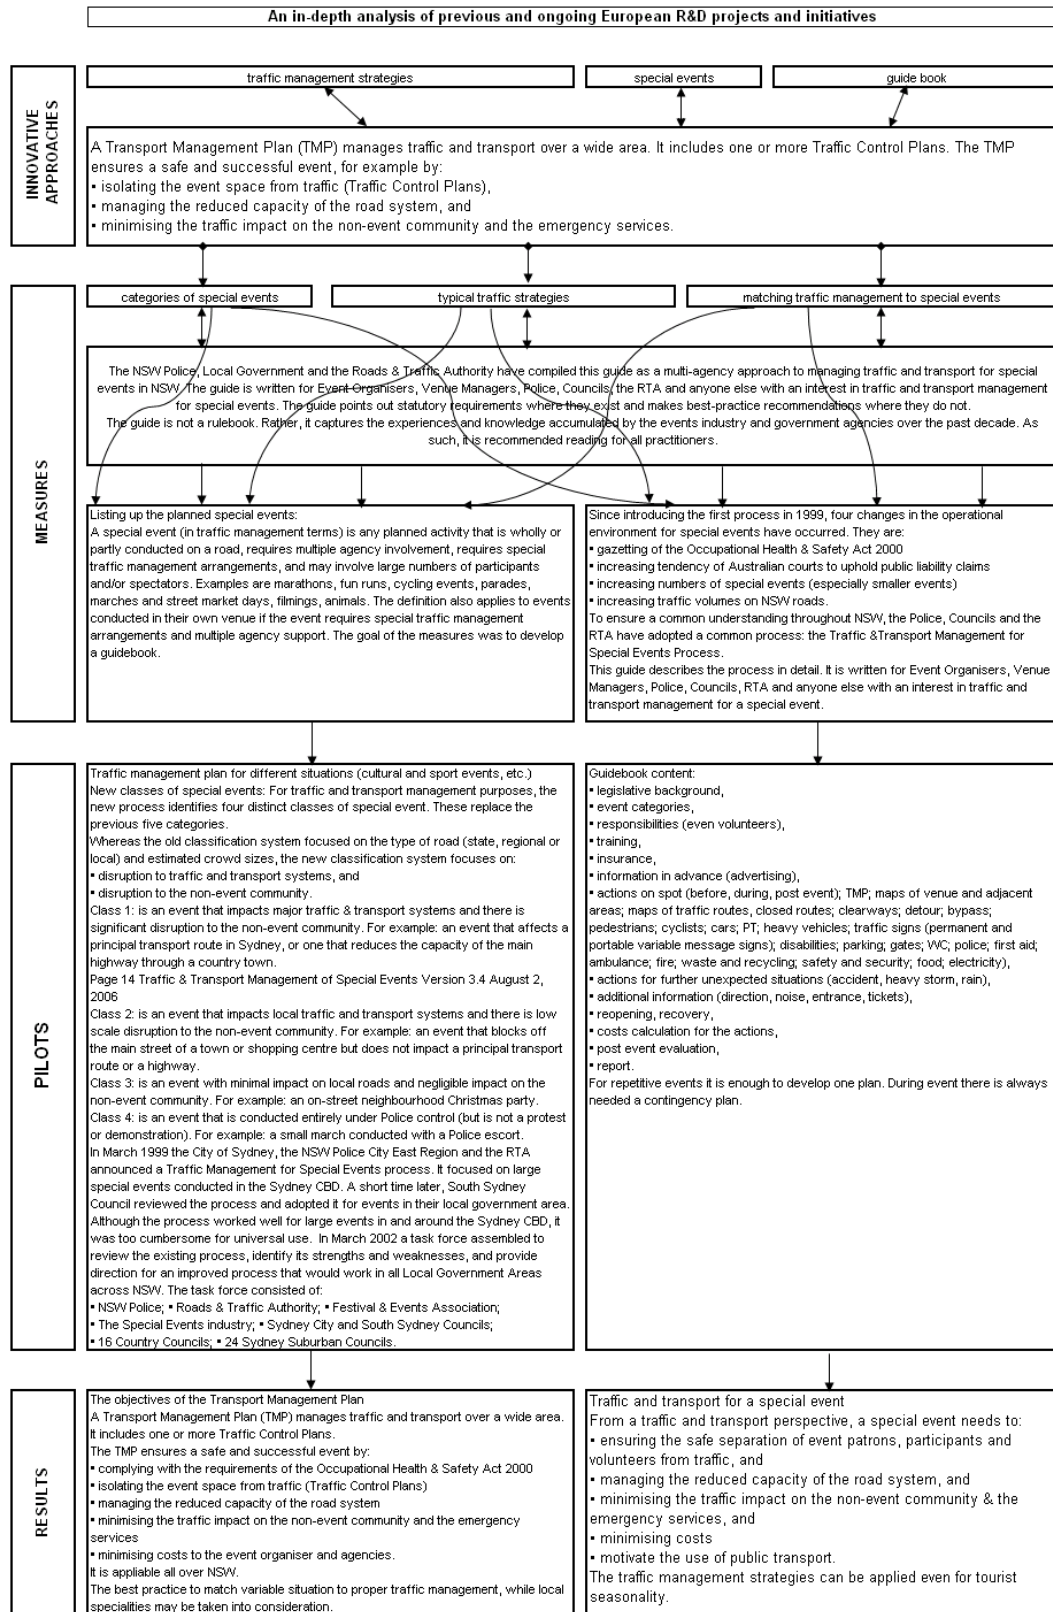 An in-depth analysis of previous and ongoing European R&D projects and initiatives
INNOVATIVE
APPROACHES
traffic management strategies
special events
guide book
A Transport Management Plan (TMP) manages traffic and transport over a wide area. It includes one or more Traffic Control Plans. The TMP
ensures a safe and successful event, for example by:
▪ isolating the event space from traffic (Traffic Control Plans),
▪ managing the reduced capacity of the road system, and
▪ minimising the traffic impact on the non-event community and the emergency services.
MEASURES
categories of special events
typical traffic strategies
matching traffic management to special events
The NSW Police, Local Government and the Roads & Traffic Authority have compiled this guide as a multi-agency approach to managing traffic and transport for special
events in NSW. The guide is written for Event Organisers, Venue Managers, Police, Councils, the RTA and anyone else with an interest in traffic and transport management
for special events. The guide points out statutory requirements where they exist and makes best-practice recommendations where they do not.
The guide is not a rulebook. Rather, it captures the experiences and knowledge accumulated by the events industry and government agencies over the past decade. As
such, it is recommended reading for all practitioners.
Listing up the planned special events:
A special event (in traffic management terms) is any planned activity that is wholly or
partly conducted on a road, requires multiple agency involvement, requires special
traffic management arrangements, and may involve large numbers of participants
and/or spectators. Examples are marathons, fun runs, cycling events, parades,
marches and street market days, filmings, animals. The definition also applies to events
conducted in their own venue if the event requires special traffic management
arrangements and multiple agency support. The goal of the measures was to develop
a guidebook.
Since introducing the first process in 1999, four changes in the operational
environment for special events have occurred. They are:
▪ gazetting of the Occupational Health & Safety Act 2000
▪ increasing tendency of Australian courts to uphold public liability claims
▪ increasing numbers of special events (especially smaller events)
▪ increasing traffic volumes on NSW roads.
To ensure a common understanding throughout NSW, the Police, Councils and the
RTA have adopted a common process: the Traffic &Transport Management for
Special Events Process.
This guide describes the process in detail. It is written for Event Organisers, Venue
Managers, Police, Councils, RTA and anyone else with an interest in traffic and
transport management for a special event.
PILOTS
Traffic management plan for different situations (cultural and sport events, etc.)
New classes of special events: For traffic and transport management purposes, the
new process identifies four distinct classes of special event. These replace the
previous five categories.
Whereas the old classification system focused on the type of road (state, regional or
local) and estimated crowd sizes, the new classification system focuses on:
▪ disruption to traffic and transport systems, and
▪ disruption to the non-event community.
Class 1: is an event that impacts major traffic & transport systems and there is
significant disruption to the non-event community. For example: an event that affects a
principal transport route in Sydney, or one that reduces the capacity of the main
highway through a country town.
Page 14 Traffic & Transport Management of Special Events Version 3.4 August 2,
2006
Class 2: is an event that impacts local traffic and transport systems and there is low
scale disruption to the non-event community. For example: an event that blocks off
the main street of a town or shopping centre but does not impact a principal transport
route or a highway.
Class 3: is an event with minimal impact on local roads and negligible impact on the
non-event community. For example: an on-street neighbourhood Christmas party.
Class 4: is an event that is conducted entirely under Police control (but is not a protest
or demonstration). For example: a small march conducted with a Police escort.
In March 1999 the City of Sydney, the NSW Police City East Region and the RTA
announced a Traffic Management for Special Events process. It focused on large
special events conducted in the Sydney CBD. A short time later, South Sydney
Council reviewed the process and adopted it for events in their local government area.
Although the process worked well for large events in and around the Sydney CBD, it
was too cumbersome for universal use.  In March 2002 a task force assembled to
review the existing process, identify its strengths and weaknesses, and provide
direction for an improved process that would work in all Local Government Areas
across NSW. The task force consisted of:
▪ NSW Police; ▪ Roads & Traffic Authority; ▪ Festival & Events Association;
▪ The Special Events industry; ▪ Sydney City and South Sydney Councils;
▪ 16 Country Councils; ▪ 24 Sydney Suburban Councils.
Guidebook content:
▪ legislative background,
▪ event categories,
▪ responsibilities (even volunteers),
▪ training,
▪ insurance,
▪ information in advance (advertising),
▪ actions on spot (before, during, post event); TMP; maps of venue and adjacent
areas; maps of traffic routes, closed routes; clearways; detour; bypass;
pedestrians; cyclists; cars; PT; heavy vehicles; traffic signs (permanent and
portable variable message signs); disabilities; parking; gates; WC; police; first aid;
ambulance; fire; waste and recycling; safety and security; food; electricity),
▪ actions for further unexpected situations (accident, heavy storm, rain),
▪ additional information (direction, noise, entrance, tickets),
▪ reopening, recovery,
▪ costs calculation for the actions,
▪ post event evaluation,
▪ report.
For repetitive events it is enough to develop one plan. During event there is always
needed a contingency plan.
RESULTS
The objectives of the Transport Management Plan
A Transport Management Plan (TMP) manages traffic and transport over a wide area.
It includes one or more Traffic Control Plans.
The TMP ensures a safe and successful event by:
▪ complying with the requirements of the Occupational Health & Safety Act 2000
▪ isolating the event space from traffic (Traffic Control Plans)
▪ managing the reduced capacity of the road system
▪ minimising the traffic impact on the non-event community and the emergency
services
▪ minimising costs to the event organiser and agencies.
It is appliable all over NSW.
The best practice to match variable situation to proper traffic management, while local
specialities may be taken into consideration.
Traffic and transport for a special event
From a traffic and transport perspective, a special event needs to:
▪ ensuring the safe separation of event patrons, participants and
volunteers from traffic, and
▪ managing the reduced capacity of the road system, and
▪ minimising the traffic impact on the non-event community & the
emergency services, and
▪ minimising costs
▪ motivate the use of public transport.
The traffic management strategies can be applied even for tourist
seasonality.